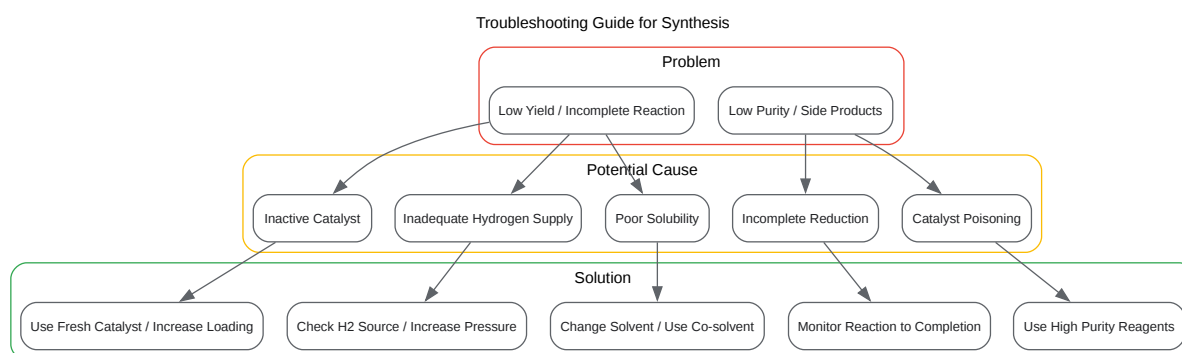 Troubleshooting Guide for Synthesis
Problem
Low Yield / Incomplete Reaction
Low Purity / Side Products
Potential Cause
Inactive Catalyst
Inadequate Hydrogen Supply
Poor Solubility
Incomplete Reduction
Catalyst Poisoning
Solution
Use Fresh Catalyst / Increase Loading
Check H2 Source / Increase Pressure
Change Solvent / Use Co-solvent
Monitor Reaction to Completion
Use High Purity Reagents